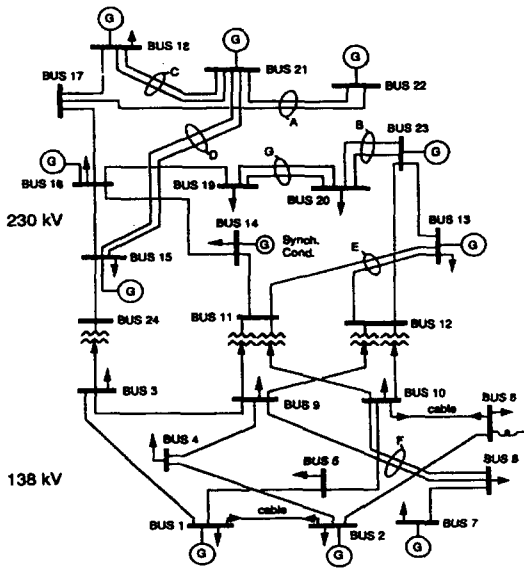 G
BUS 18
G
BUS 21
G
BUS 17
C
BUS 22
A
B
BUS 23
D
G
G
G
BUS 16
BUS 19
BUS 20
230 kV
BUS 14
BUS 13
G
Synch.
Cond.
E
G
BUS 15
G
BUS 24
BUS 11
BUS 12
BUS 3
BUS 9
BUS 10
BUS 6
cable
BUS 4
F
138 kV
BUS 5
BUS 8
BUS 1
cable
BUS 2
BUS 7
G
G
G